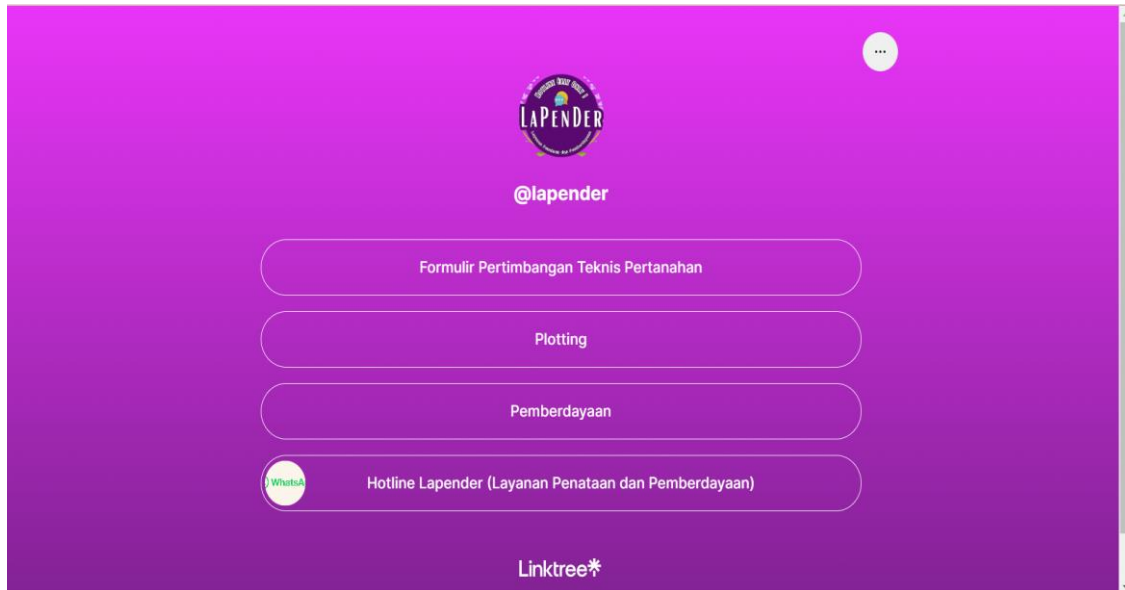 ...
LAPENDER
@lapender
Formulir Pertimbangan Teknis Pertanahan
Plotting
Pemberdayaan
WhatsA
Hotline Lapender (Layanan Penataan dan Pemberdayaan)
Linktree